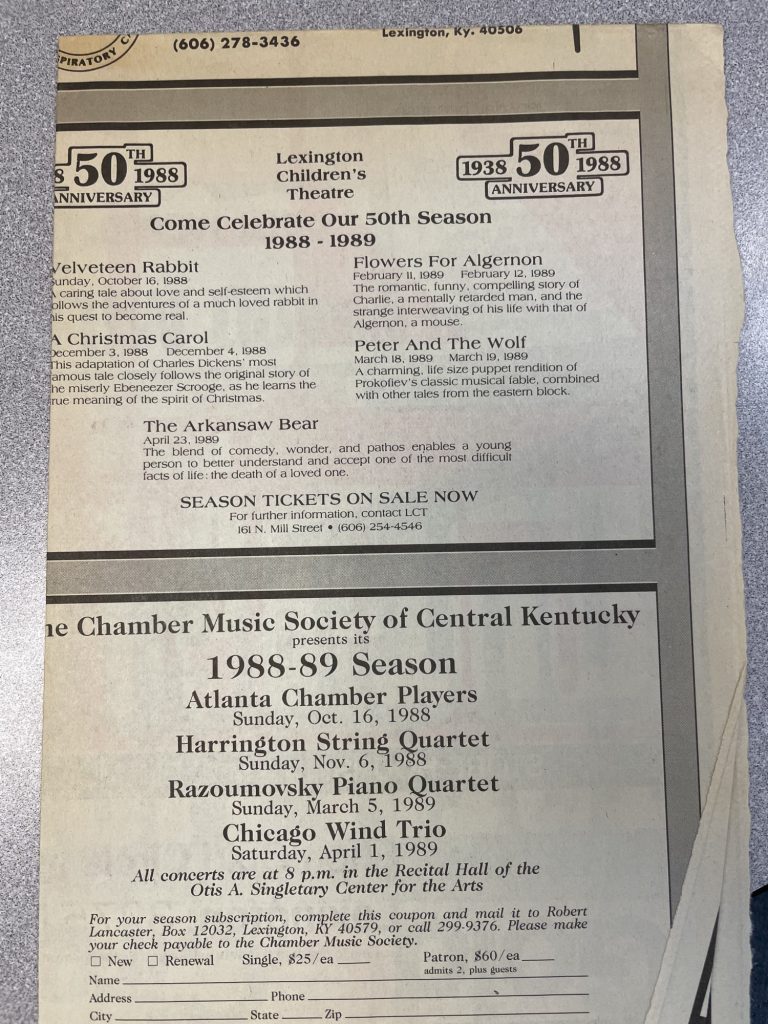 PIRATORY C
(606) 278-3436
Lexington, Ky. 40506
8 50TH 1988
ANNIVERSARY
Lexington
Children's
Theatre
1938 50TH 1988
ANNIVERSARY
Come Celebrate Our 50th Season
1988 - 1989
Velveteen Rabbit
unday, October 16, 1988
A caring tale about love and self-esteem which
ollows the adventures of a much loved rabbit in
is quest to become real.
A Christmas Carol
December 3, 1988 December 4, 1988
This adaptation of Charles Dickens' most
amous tale closely follows the original story of
he miserly Ebeneezer Scrooge, as he learns the
rue meaning of the spirit of Christmas.
Flowers For Algernon
February 11, 1989 February 12, 1989
The romantic, funny, compelling story of
Charlie, a mentally retarded man, and the
strange interweaving of his life with that of
Algernon, a mouse.
Peter And The Wolf
March 18, 1989 March 19, 1989
A charming, life size puppet rendition of
Prokofiev's classic musical fable, combined
with other tales from the eastern block.
The Arkansaw Bear
April 23, 1989
The blend of comedy, wonder, and pathos enables a young
person to better understand and accept one of the most difficult
facts of life: the death of a loved one.
SEASON TICKETS ON SALE NOW
For further information, contact LCT
161 N. Mill Street • (606) 254-4546
he Chamber Music Society of Central Kentucky
presents its
1988-89 Season
Atlanta Chamber Players
Sunday, Oct. 16, 1988
Harrington String Quartet
Sunday, Nov. 6, 1988
Razoumovsky Piano Quartet
Sunday, March 5, 1989
Chicago Wind Trio
Saturday, April 1, 1989
All concerts are at 8 p.m. in the Recital Hall of the
Otis A. Singletary Center for the Arts
For your season subscription, complete this coupon and mail it to Robert
Lancaster, Box 12032, Lexington, KY 40579, or call 299-9376. Please make
your check payable to the Chamber Music Society.
☐ New ☐ Renewal Single, $25/ea ____ Patron, $60/ea ____
admits 2, plus guests
Name
Address Phone
City State Zip